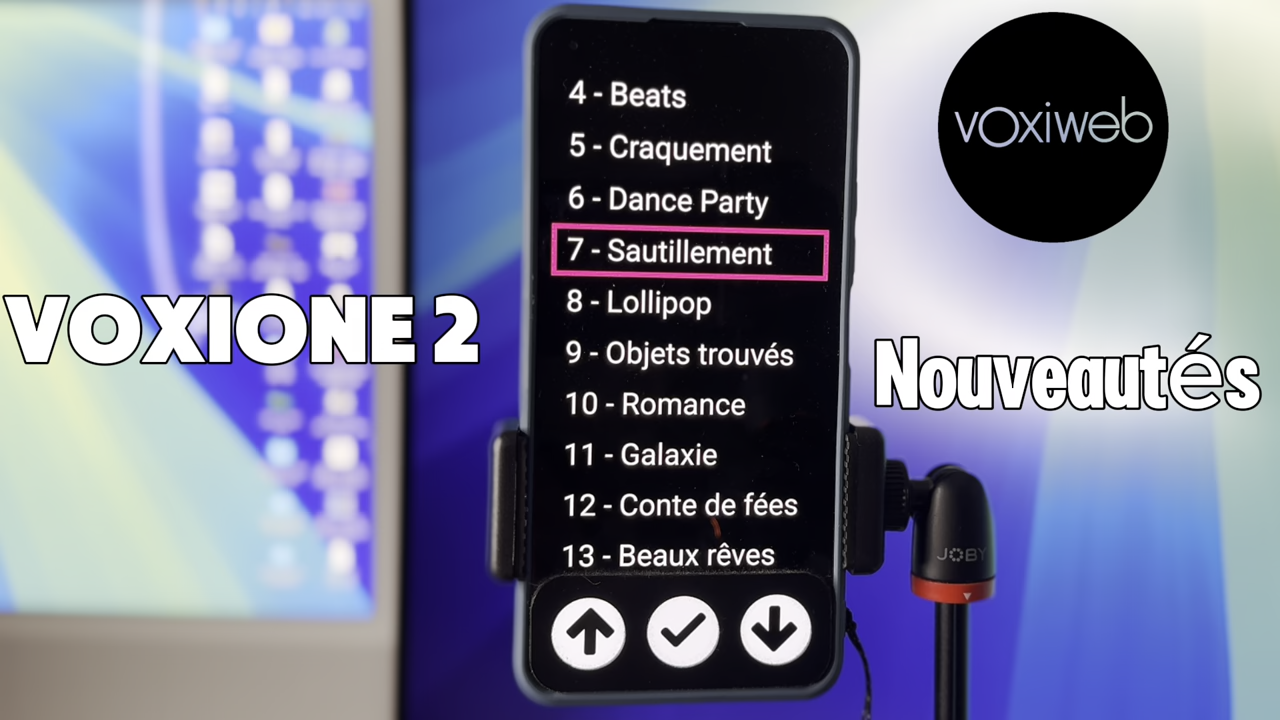 voxiweb
VOXIONE 2
4 - Beats
5 - Craquement
6 - Dance Party
7 - Sautillement
8 - Lollipop
9 - Objets trouvés
10 - Romance
11 - Galaxie
12 - Conte de fées
13 - Beaux rêves
Nouveautés
JOBY